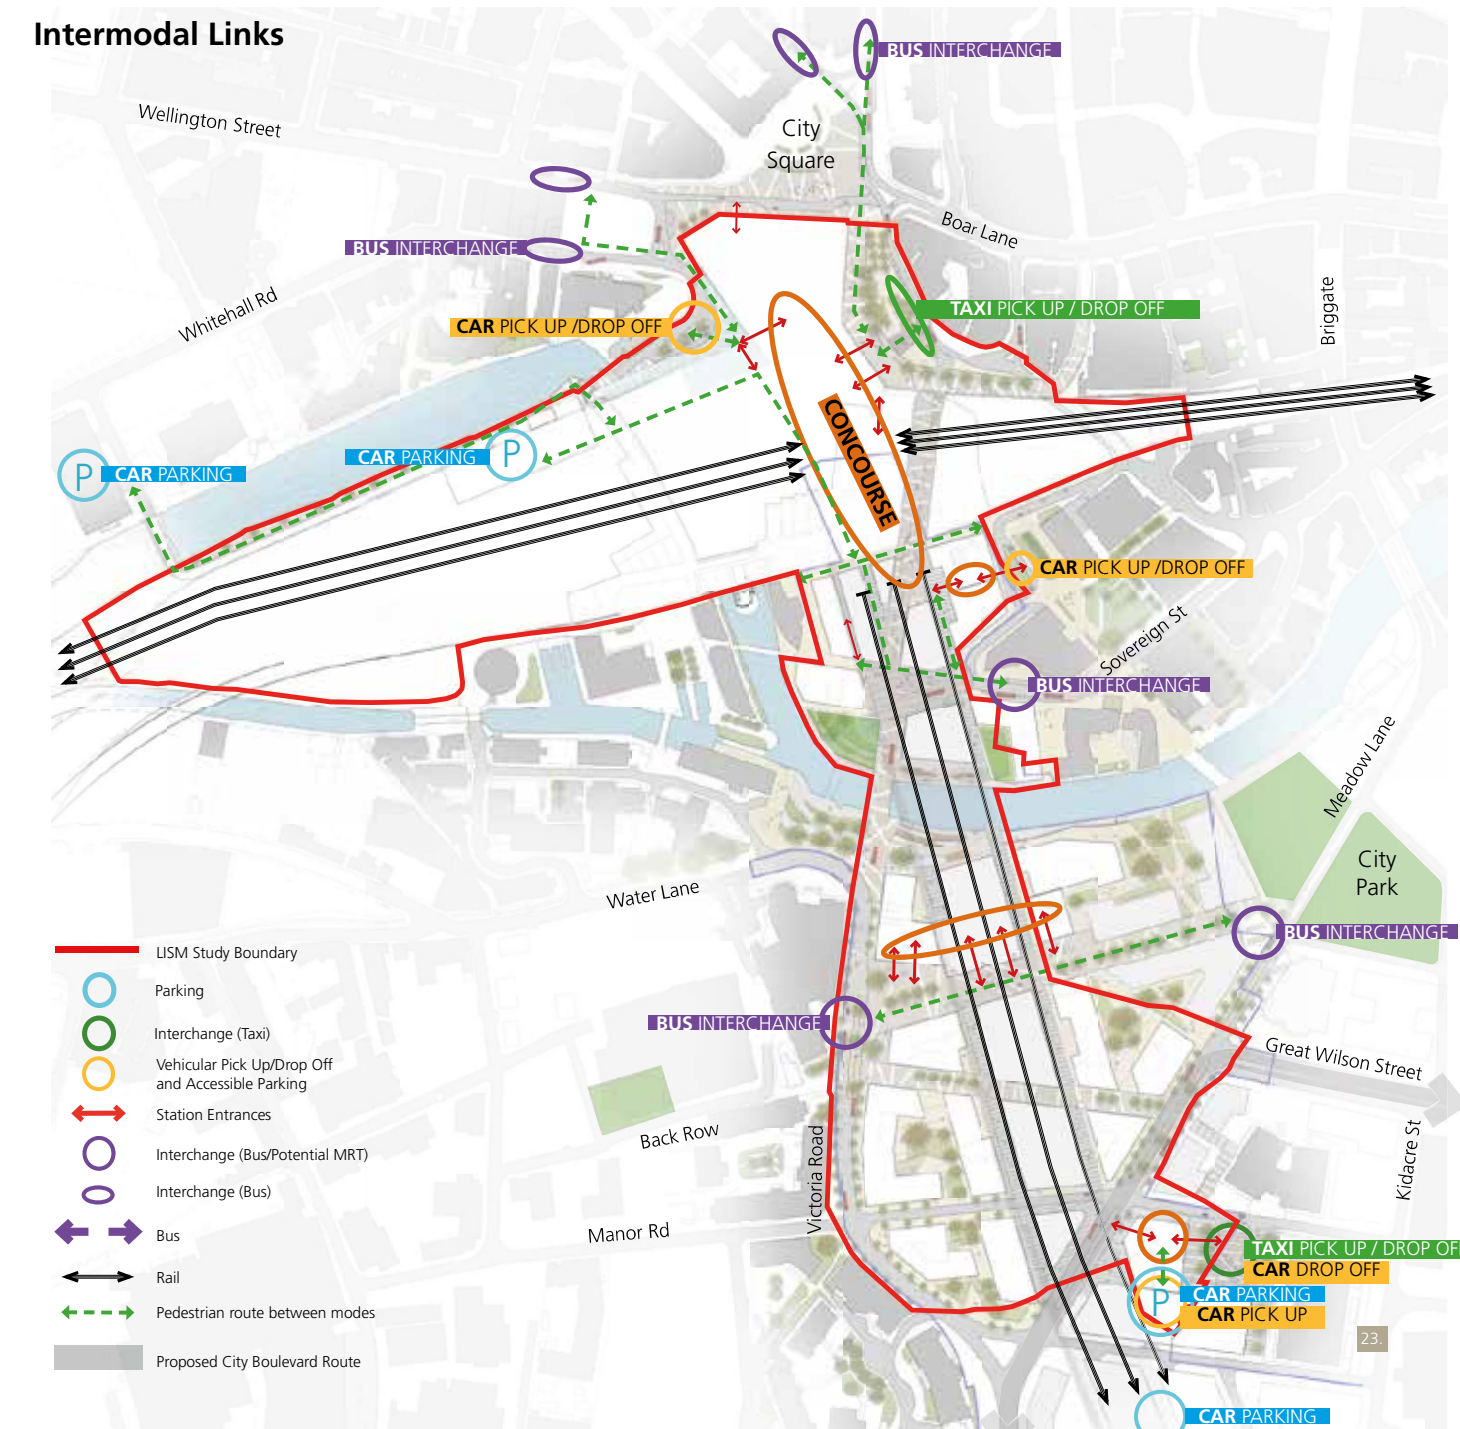 Intermodal Links
BUS INTERCHANGE
Wellington Street
City
Square
Boar Lane
BUS INTERCHANGE
Whitehall Rd
TAXI PICK UP / DROP OFF
Briggate
CAR PICK UP /DROP OFF
CONCOURSE
P
CAR PARKING
P
CAR PARKING
CAR PICK UP /DROP OFF
Sovereign St
BUS INTERCHANGE
Meadow Lane
City
Park
Water Lane
BUS INTERCHANGE
BUS INTERCHANGE
Great Wilson Street
Back Row
Victoria Road
Kidacre St
Manor Rd
TAXI PICK UP / DROP OF
CAR DROP OFF
P
CAR PARKING
CAR PICK UP
23.
CAR PARKING
LISM Study Boundary
Parking
Interchange (Taxi)
Vehicular Pick Up/Drop Off
and Accessible Parking
Station Entrances
Interchange (Bus/Potential MRT)
Interchange (Bus)
Bus
Rail
Pedestrian route between modes
Proposed City Boulevard Route